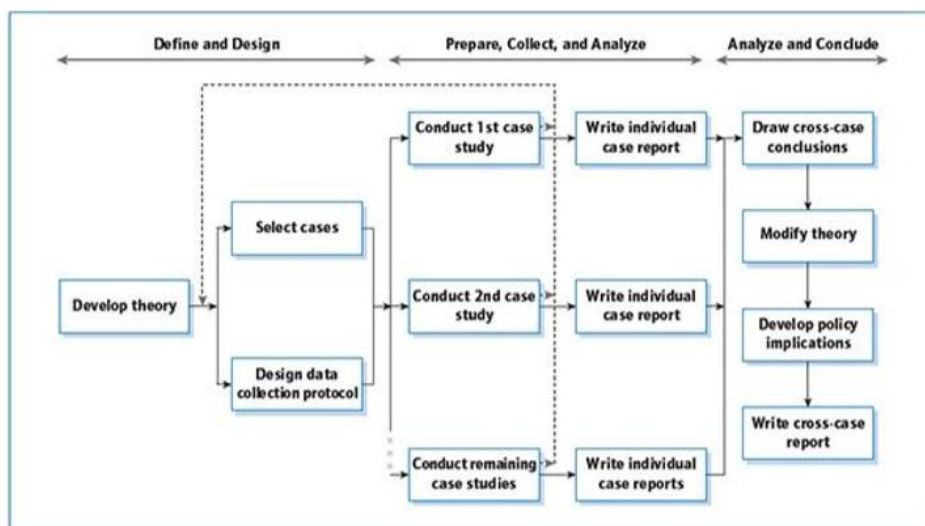 Define and Design
Prepare, Collect, and Analyze
Analyze and Conclude
Develop theory
Select cases
Design data
collection protocol
Conduct 1st case
study
Conduct 2nd case
study
Conduct remaining
case studies
Write individual
case report
Write individual
case report
Write individual
case reports
Draw cross-case
conclusions
Modify theory
Develop policy
implications
Write cross-case
report